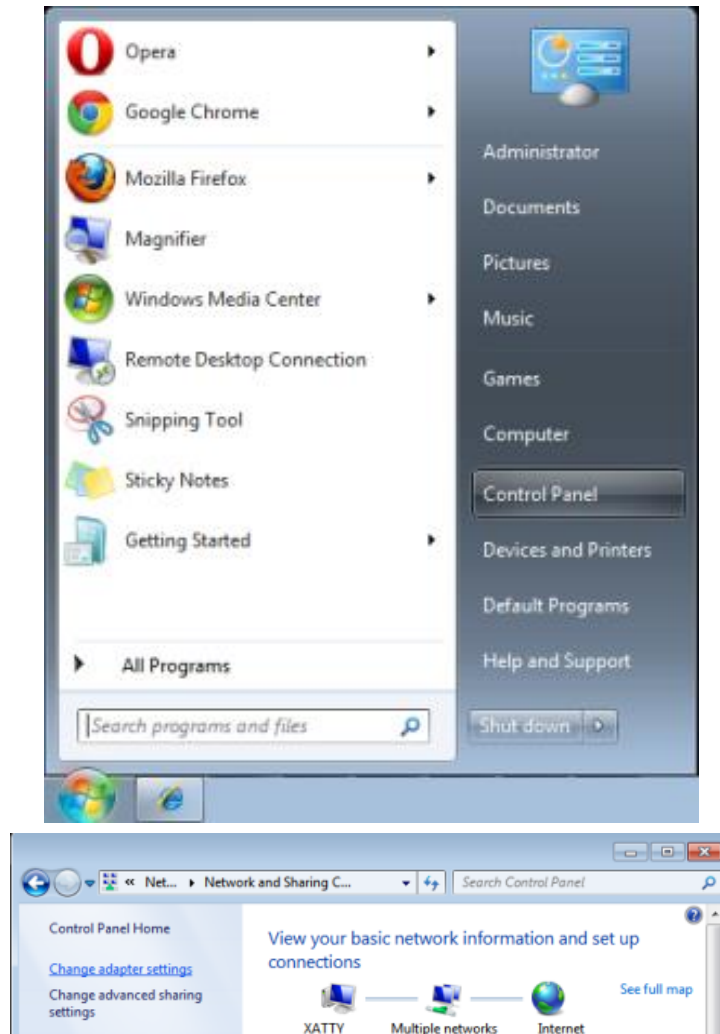 Opera
Google Chrome
Mozilla Firefox
Magnifier
Windows Media Center
Remote Desktop Connection
Snipping Tool
Sticky Notes
Getting Started
All Programs
Search programs and files
Administrator
Documents
Pictures
Music
Games
Computer
Control Panel
Devices and Printers
Default Programs
Help and Support
Shut down
« Net... Network and Sharing C...
Search Control Panel
Control Panel Home
Change adapter settings
Change advanced sharing
settings
View your basic network information and set up
connections
See full map
XATTY Multiple networks Internet